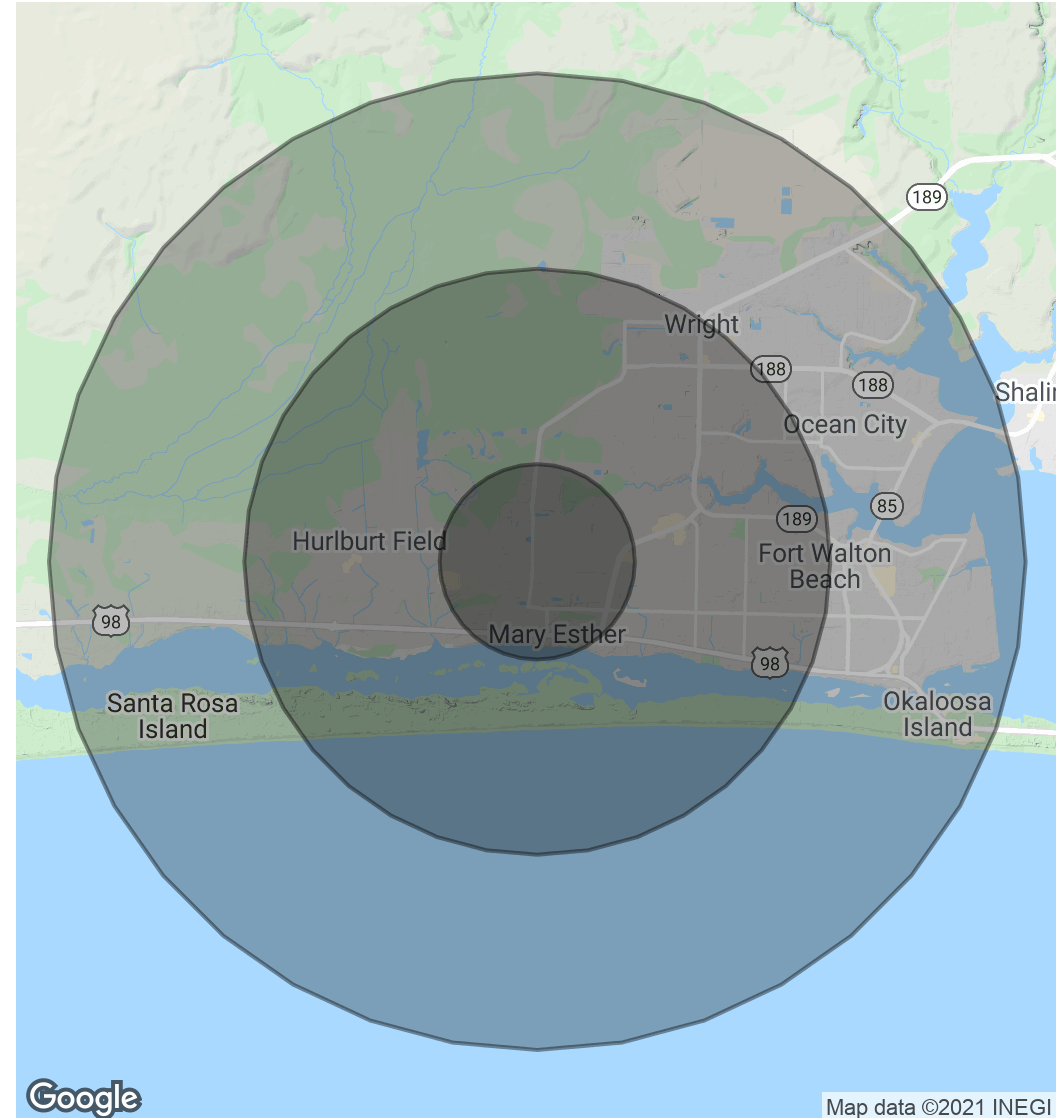 189
Wright
188
188
Shalin
Ocean City
85
189
Hurlburt Field
Fort Walton
Beach
98
Mary Esther
98
Santa Rosa
Island
Okaloosa
Island
Google
Map data ©2021 INEGI